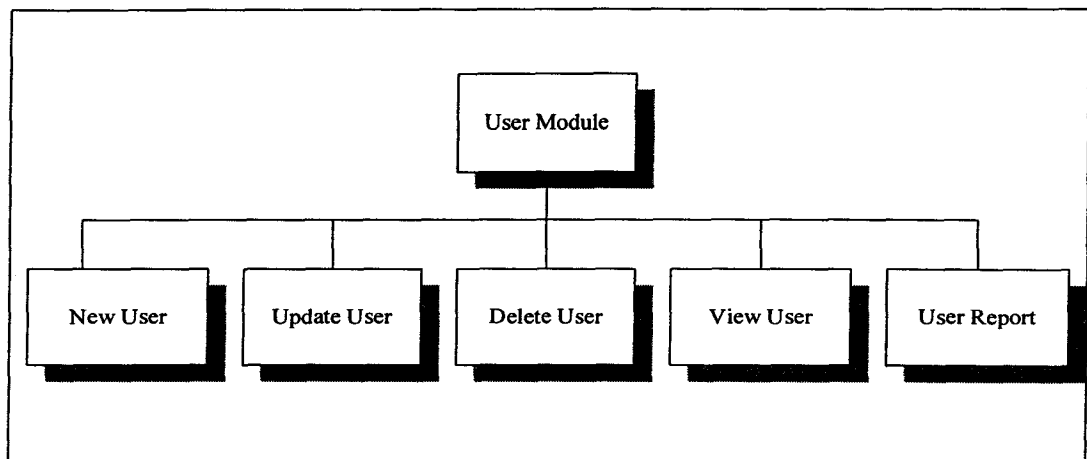 User Module
New User
Update User
Delete User
View User
User Report